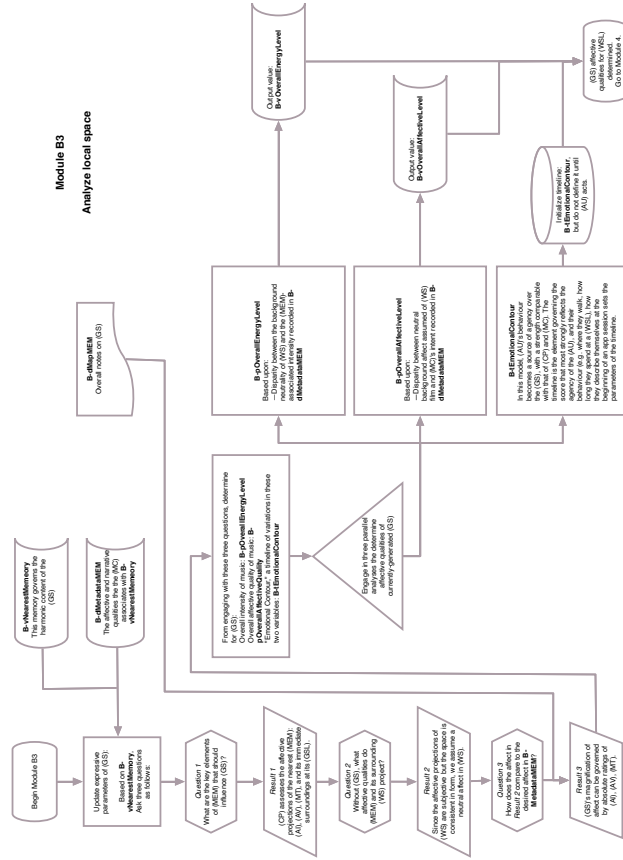 Module B3
Analyze local space
Begin Module B3
B-vNearestMemeory
This memory governs the
harmonic content of the
(GS)
B-dMetadataMEM
The affective and narrative
qualities the the (MC)
associates with B-
vNearestMemeory
B-dMapMEM
Overall notes on (GS)
Update expressive
parameters of (GS):
Based on B-
vNearestMemory.
Ask three questions
as follows:
Question 1
What are the key elements
of (MEM) that should
influence (GS)?
Result 1
(CP) assesses the affective
projections of the nearest (MEM):
(AI), (AV), (MT), and its immediate
surroundings at its (GSL).
Question 2
Without (GS), what
affective qualities do
(MEM) and its surrounding
(WS) project?
Result 2
Since the affective projections of
(WS) are subjective but the space is
consistent in form, we assume a
neutral affect in (WS).
Question 3
How does the affect in
Result 2 compare to the
desired affect in B-
MetadataMEM?
Result 3
(GS)'s magnification of
affect can be governed
by absolute ratings of
(AI), (AV), (MT).
From engaging with these three questions, determine
for (GS):
Overall intensity of music: B-pOverallEnergyLevel
Overall affective quality of music: B-
pOverallAffectiveQuality
"Emotional Contour," a timeline of variations in these
two variables: B-tEmotionalContour
Engage in three parallel
analyses the determine
affective qualities of
currently-generated (GS)
B-pOverallEnergyLevel
Based upon:
–Disparity between the background
neutrality of (WS) and the (MEM)-
associated intensity recorded in B-
dMetadataMEM
B-pOverallAffectiveLevel
Based upon:
–Disparity between neutral
background affect assumed of (WS)
film and (MC)'s intent recorded in B-
dMetadataMEM
B-tEmotionalContour
In this model, (AU)'s behaviour
becomes a source of agency over
the (GS), with a strength comparable
with that of (CP) and (MC). The
timeline is the element governing the
score that most strongly reflects the
agency of the (AU), and their
behaviour (e.g. where they walk, how
long they spend at a (WSL), how
they describe themselves at the
beginning of an app session sets the
parameters of the timeline.
Output value:
B-vOverallEnergyLevel
Output value:
B-vOverallAffectiveLevel
Initialize timeline:
B-tEmotionalContour,
but do not define it until
(AU) acts.
(GS) affective
qualities for (WSL)
determined.
Go to Module 4.